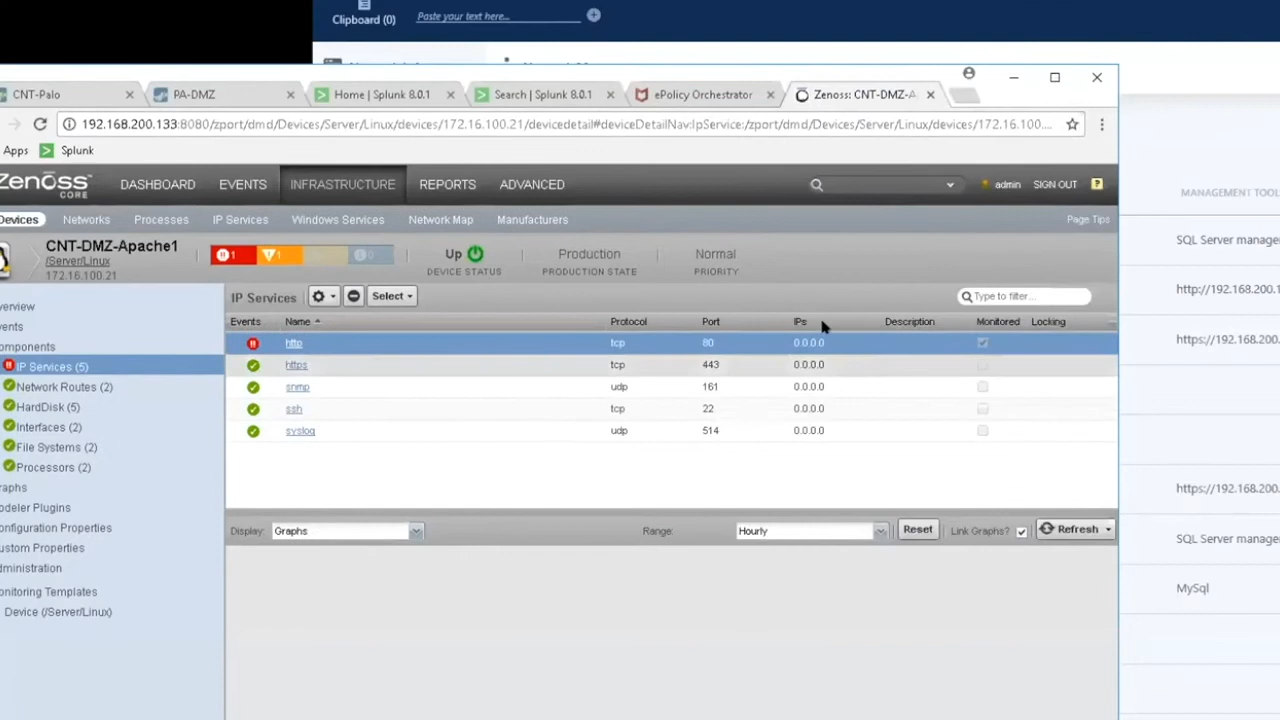 Clipboard (0)
Paste your text here...
CNT-Palo
PA-DMZ
Home | Splunk 8.0.1
Search | Splunk 8.0.1
ePolicy Orchestrator
Zenoss: CNT-DMZ-A
192.168.200.133:8080/zport/dmd/Devices/Server/Linux/devices/172.16.100.21/devicedetail#deviceDetailNav:IpService:/zport/dmd/Devices/Server/Linux/devices/172.16.100...
Apps
Splunk
Zenoss
CORE
DASHBOARD
EVENTS
INFRASTRUCTURE
REPORTS
ADVANCED
admin
SIGN OUT
?
Devices
Networks
Processes
IP Services
Windows Services
Network Map
Manufacturers
Page Tips
CNT-DMZ-Apache1
/Server/Linux
172.16.100.21
1
1
0
Up
DEVICE STATUS
Production
PRODUCTION STATE
Normal
PRIORITY
verview
ents
omponents
IP Services (5)
Network Routes (2)
HardDisk (5)
Interfaces (2)
File Systems (2)
Processors (2)
raphs
odeler Plugins
onfiguration Properties
ustom Properties
dministration
onitoring Templates
Device (/Server/Linux)
IP Services
Select
Type to filter...
Events Name Protocol Port IPs Description Monitored Locking
http tcp 80 0.0.0.0
https tcp 443 0.0.0.0
snmp udp 161 0.0.0.0
ssh tcp 22 0.0.0.0
syslog udp 514 0.0.0.0
Display: Graphs
Range: Hourly
Reset
Link Graphs?
Refresh
MANAGEMENT TOOL
SQL Server manage
http://192.168.200.1
https://192.168.200.
https://192.168.200.
SQL Server manage
MySql